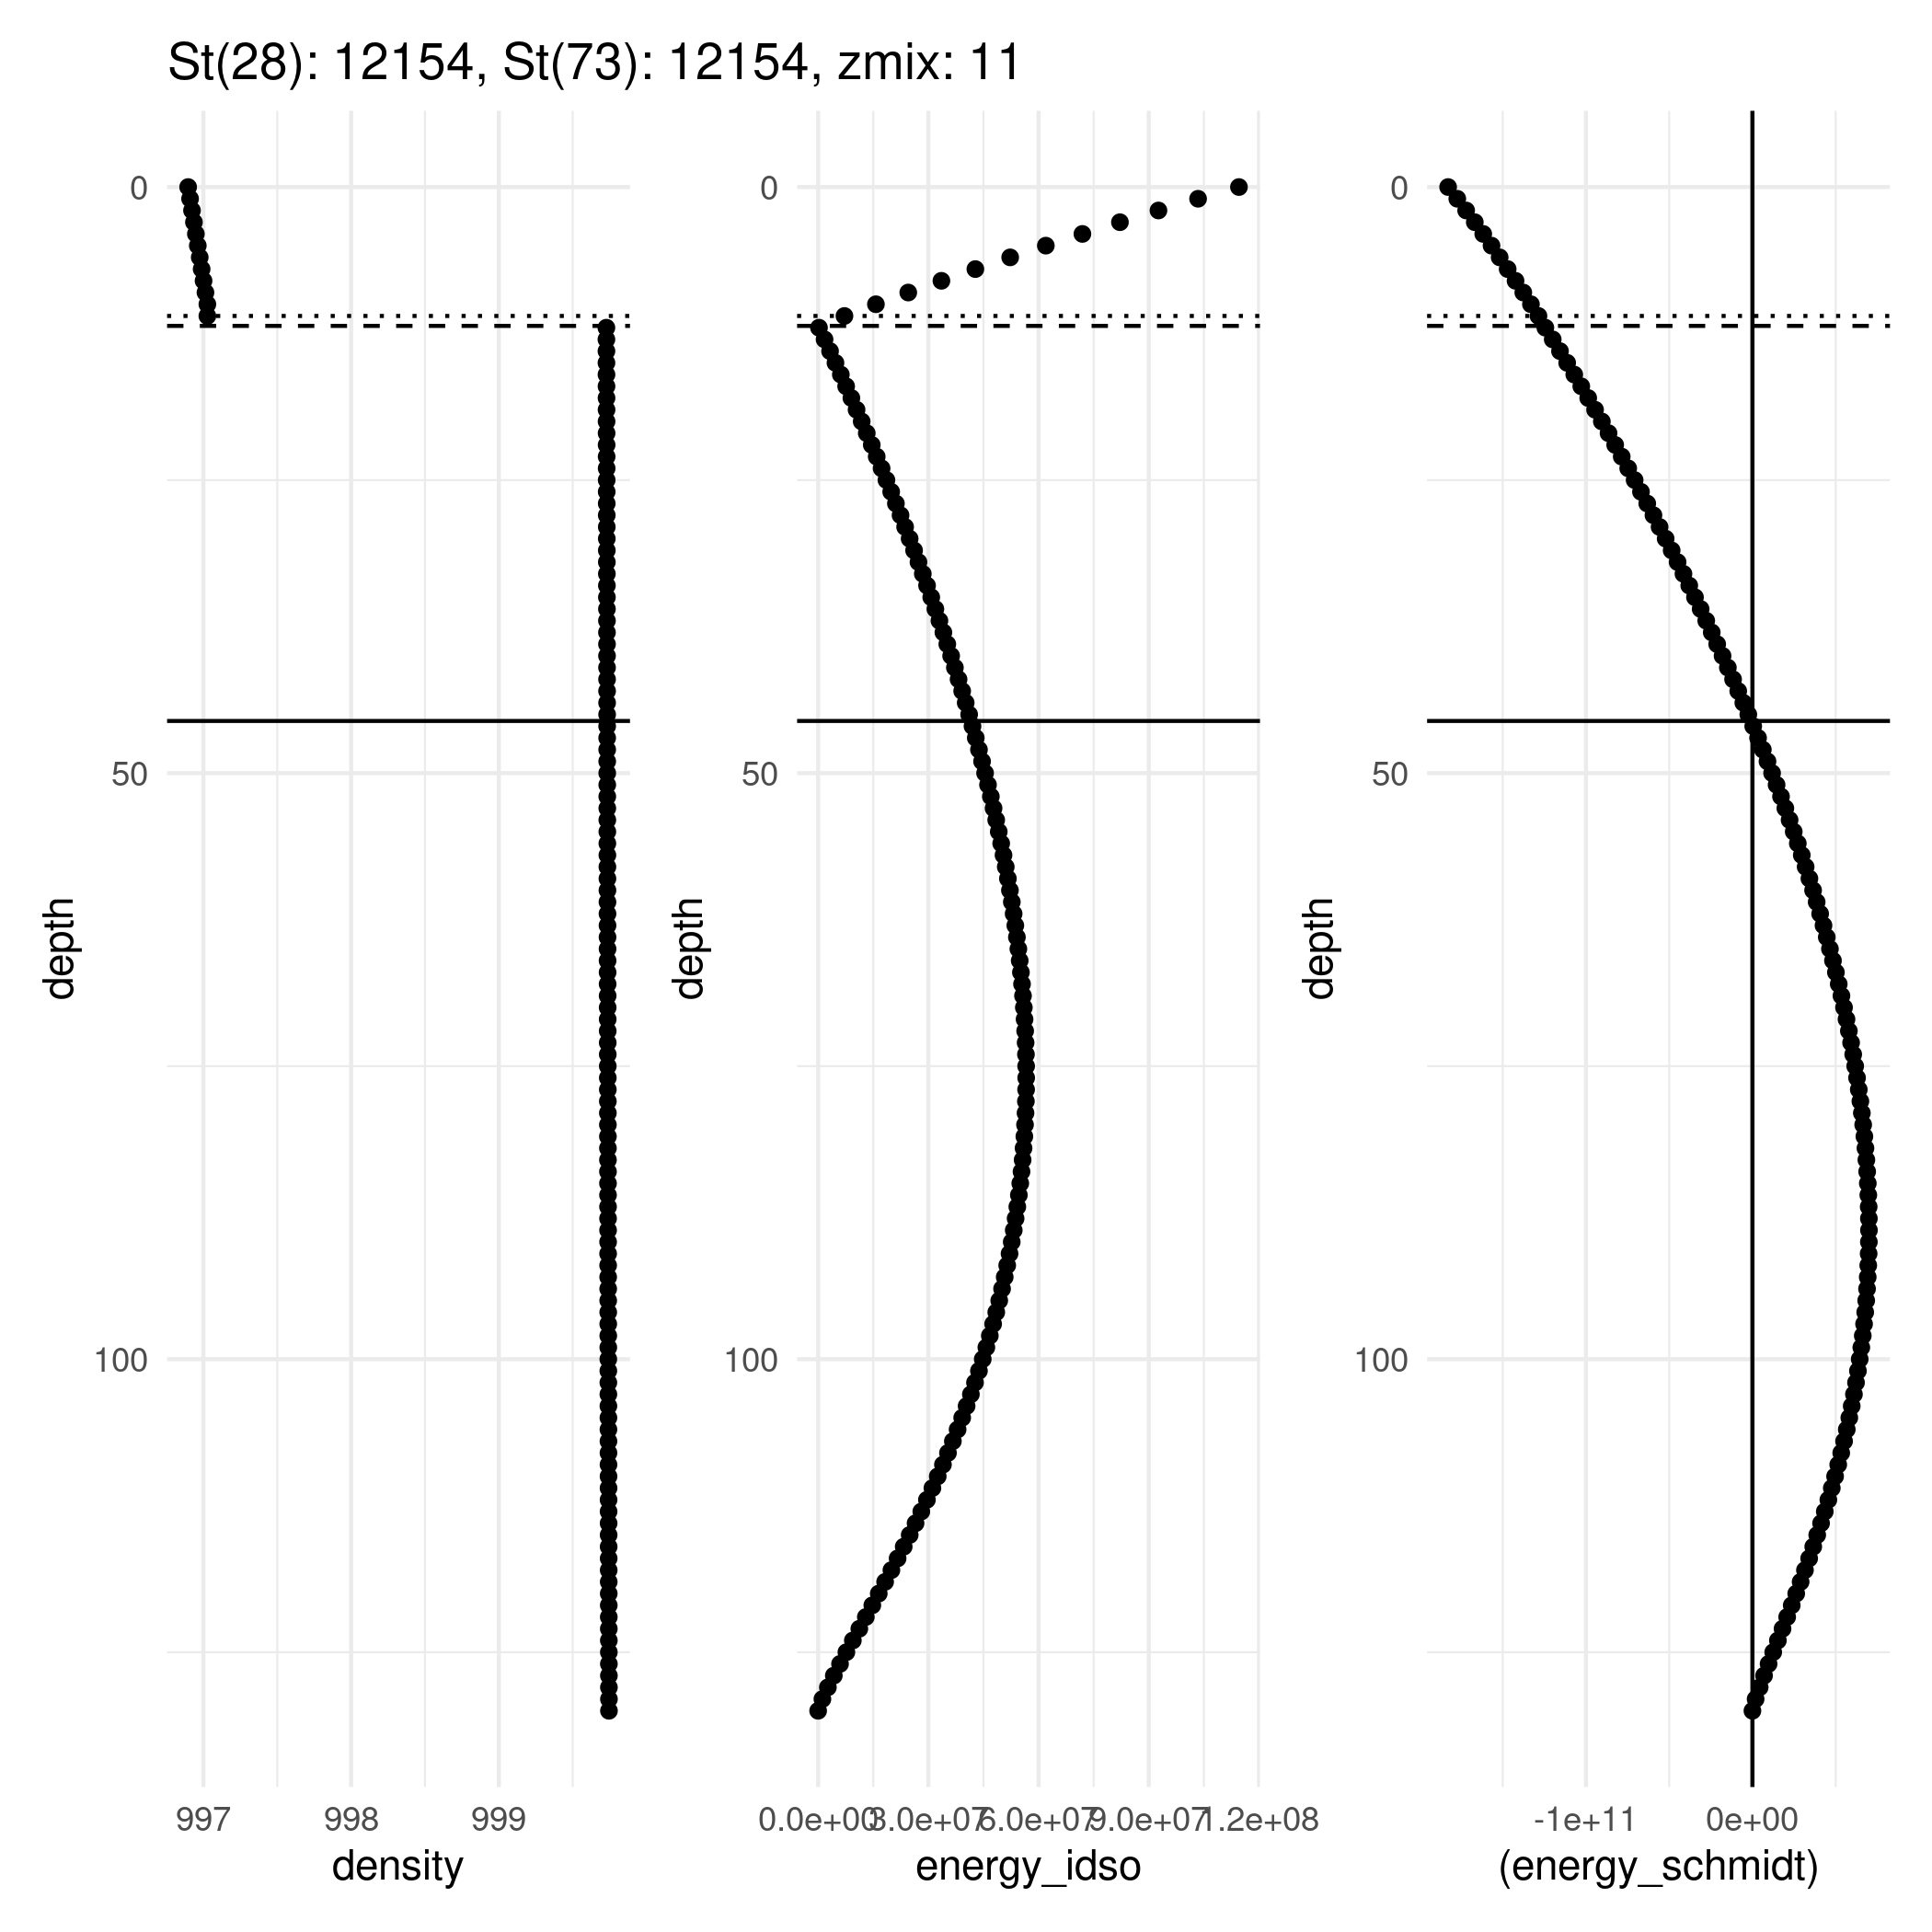 St(28): 12154, St(73): 12154, zmix: 11
0
50
100
depth
997
998
999
density
0
50
100
depth
0.0e+00
3.0e+07
6.0e+07
9.0e+07
1.2e+08
energy_idso
0
50
100
depth
-1e+11
0e+00
(energy_schmidt)